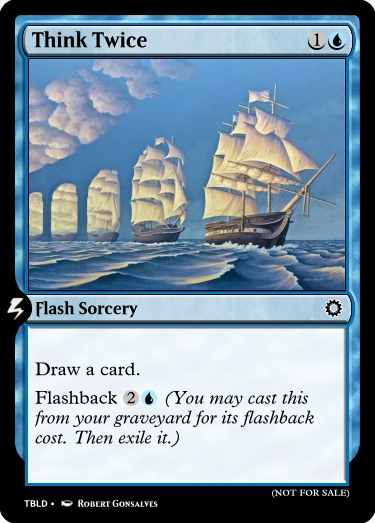 Think Twice 1
Flash Sorcery
Draw a card.
Flashback 2 (You may cast this
from your graveyard for its flashback
cost. Then exile it.)
(NOT FOR SALE)
TBLD • Robert Gonsalves